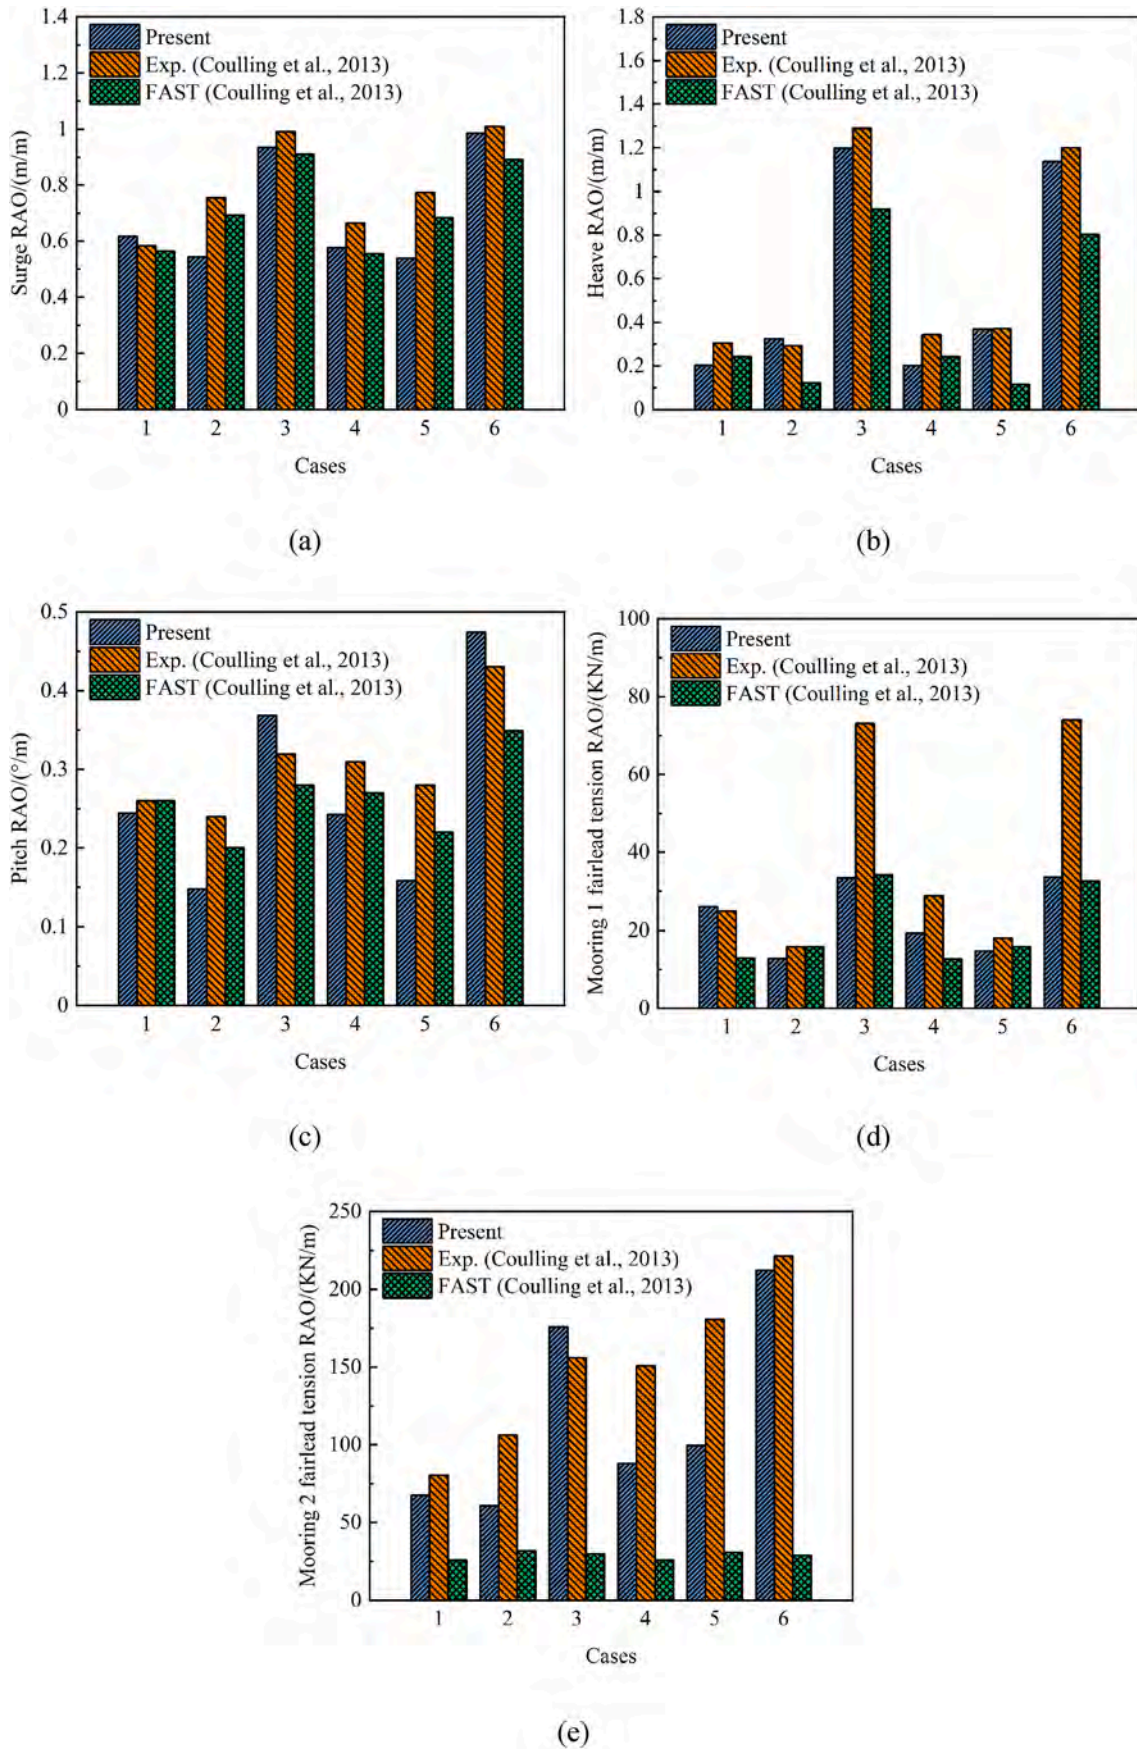 1.4
1.2
1
0.8
0.6
0.4
0.2
0
Surge RAO/(m/m)
Present
Exp. (Coulling et al., 2013)
FAST (Coulling et al., 2013)
1 2 3 4 5 6
Cases
(a)
1.8
1.6
1.4
1.2
1
0.8
0.6
0.4
0.2
0
Heave RAO/(m/m)
Present
Exp. (Coulling et al., 2013)
FAST (Coulling et al., 2013)
1 2 3 4 5 6
Cases
(b)
0.5
0.4
0.3
0.2
0.1
0
Pitch RAO/(°/m)
Present
Exp. (Coulling et al., 2013)
FAST (Coulling et al., 2013)
1 2 3 4 5 6
Cases
(c)
100
80
60
40
20
0
Mooring 1 fairlead tension RAO/(KN/m)
Present
Exp. (Coulling et al., 2013)
FAST (Coulling et al., 2013)
1 2 3 4 5 6
Cases
(d)
250
200
150
100
50
0
Mooring 2 fairlead tension RAO/(KN/m)
Present
Exp. (Coulling et al., 2013)
FAST (Coulling et al., 2013)
1 2 3 4 5 6
Cases
(e)